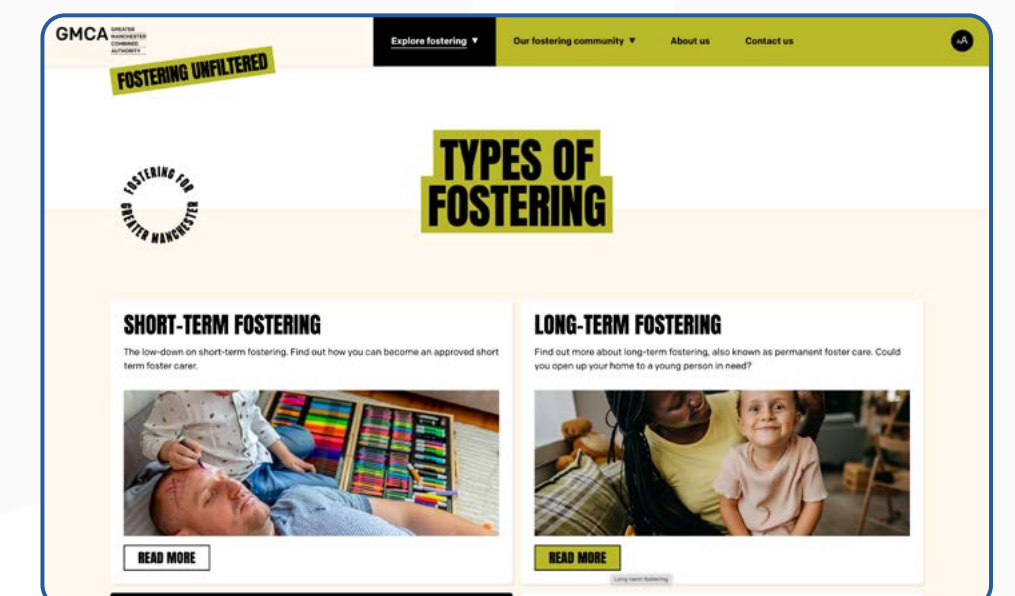 GMCA GREATER
MANCHESTER
COMBINED
AUTHORITY
Explore fostering ▼
Our fostering community ▼
About us
Contact us
AA
FOSTERING UNFILTERED
TYPES OF
FOSTERING
FOSTERING FOR
GREATER MANCHESTER
SHORT-TERM FOSTERING
The low-down on short-term fostering. Find out how you can become an approved short
term foster carer.
READ MORE
LONG-TERM FOSTERING
Find out more about long-term fostering, also known as permanent foster care. Could
you open up your home to a young person in need?
READ MORE
Long-term fostering